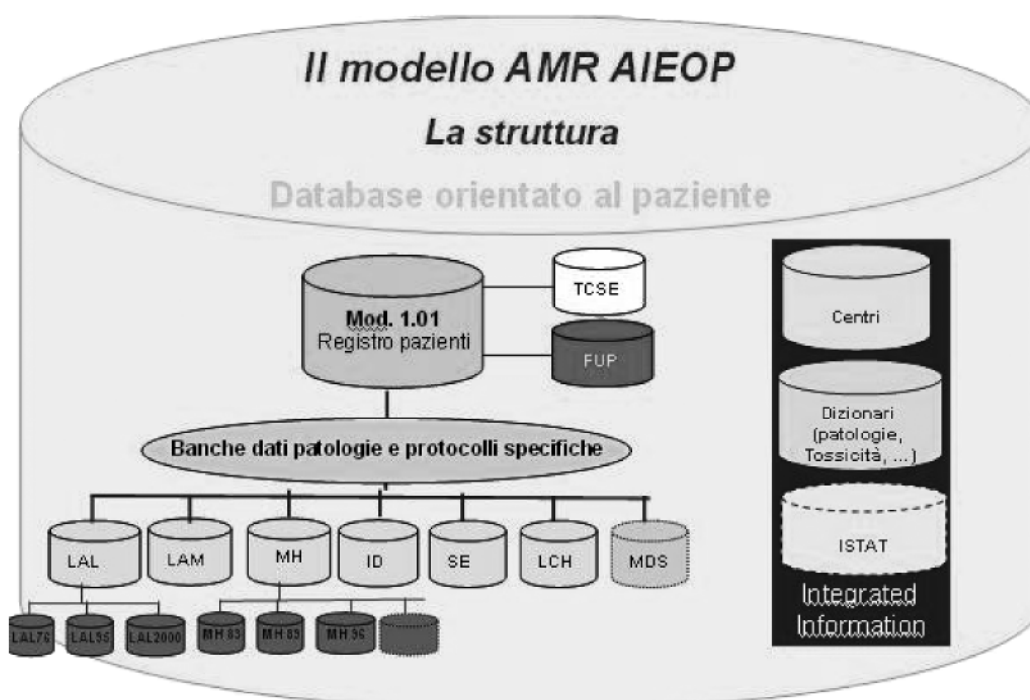 Il modello AMR AIEOP
La struttura
Database orientato al paziente
Mod. 1.01
Registro pazienti
TCSE
FUP
Banche dati patologie e protocolli specifiche
LAL
LAM
MH
ID
SE
LCH
MDS
LAL76
LAL95
LAL2000
MH 83
MH 89
MH 96
Centri
Dizionari
(patologie,
Tossicità, ...)
ISTAT
Integrated
Information